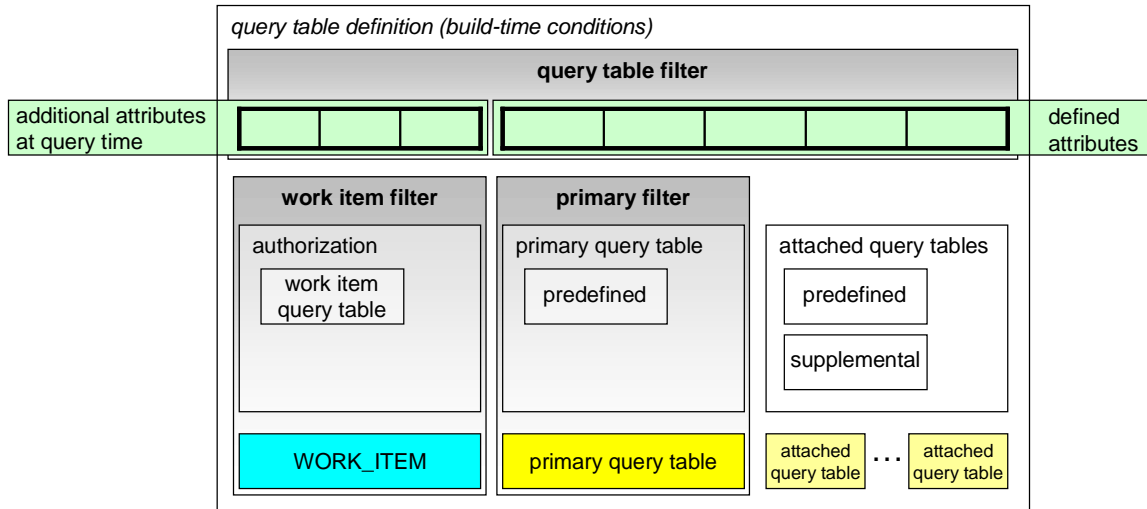 query table definition (build-time conditions)
query table filter
additional attributes
at query time
defined
attributes
work item filter
primary filter
authorization
work item
query table
primary query table
predefined
attached query tables
predefined
supplemental
WORK_ITEM
primary query table
attached
query table
...
attached
query table